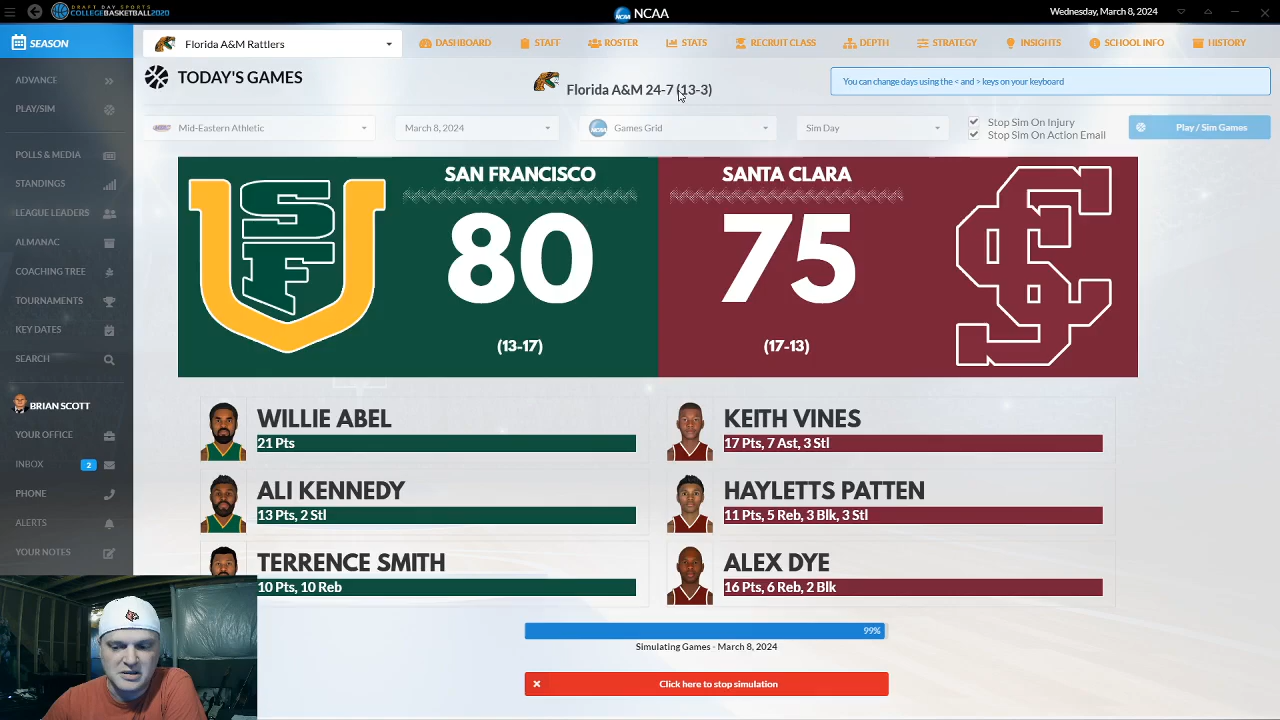 DRAFT DAY SPORTS
COLLEGE BASKETBALL 2020
NCAA
Wednesday, March 8, 2024
SEASON
Florida A&M Rattlers
DASHBOARD
STAFF
ROSTER
STATS
RECRUIT CLASS
DEPTH
STRATEGY
INSIGHTS
SCHOOL INFO
HISTORY
ADVANCE
PLAY/SIM
POLLS & MEDIA
STANDINGS
LEAGUE LEADERS
ALMANAC
COACHING TREE
TOURNAMENTS
KEY DATES
SEARCH
BRIAN SCOTT
YOUR OFFICE
INBOX 2
PHONE
ALERTS
YOUR NOTES
TODAY'S GAMES
Florida A&M 24-7 (13-3)
You can change days using the < and > keys on your keyboard
Mid-Eastern Athletic
March 8, 2024
Games Grid
Sim Day
Stop Sim On Injury
Stop Sim On Action Email
Play / Sim Games
SAN FRANCISCO
80
(13-17)
SANTA CLARA
75
(17-13)
WILLIE ABEL
21 Pts
KEITH VINES
17 Pts, 7 Ast, 3 Stl
ALI KENNEDY
13 Pts, 2 Stl
HAYLETTS PATTEN
11 Pts, 5 Reb, 3 Blk, 3 Stl
TERRENCE SMITH
10 Pts, 10 Reb
ALEX DYE
16 Pts, 6 Reb, 2 Blk
99%
Simulating Games - March 8, 2024
Click here to stop simulation